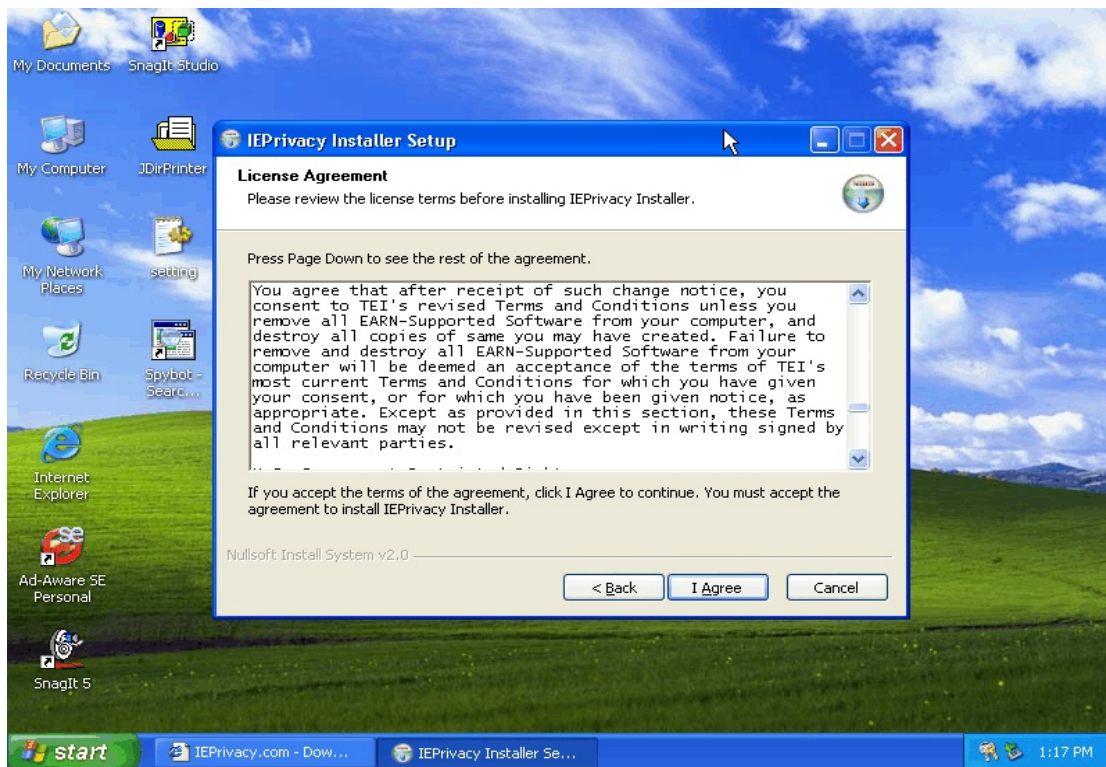 My Documents
SnagIt Studio
My Computer
JDirPrinter
My Network
Places
setting
Recycle Bin
Spybot -
Searc...
Internet
Explorer
Ad-Aware SE
Personal
SnagIt 5
IEPrivacy Installer Setup
License Agreement
Please review the license terms before installing IEPrivacy Installer.
Press Page Down to see the rest of the agreement.
You agree that after receipt of such change notice, you
consent to TEI's revised Terms and Conditions unless you
remove all EARN-Supported Software from your computer, and
destroy all copies of same you may have created. Failure to
remove and destroy all EARN-Supported Software from your
computer will be deemed an acceptance of the terms of TEI's
most current Terms and Conditions for which you have given
your consent, or for which you have been given notice, as
appropriate. Except as provided in this section, these Terms
and Conditions may not be revised except in writing signed by
all relevant parties.
If you accept the terms of the agreement, click I Agree to continue. You must accept the
agreement to install IEPrivacy Installer.
Nullsoft Install System v2.0
< Back
I Agree
Cancel
start
IEPrivacy.com - Dow...
IEPrivacy Installer Se...
1:17 PM